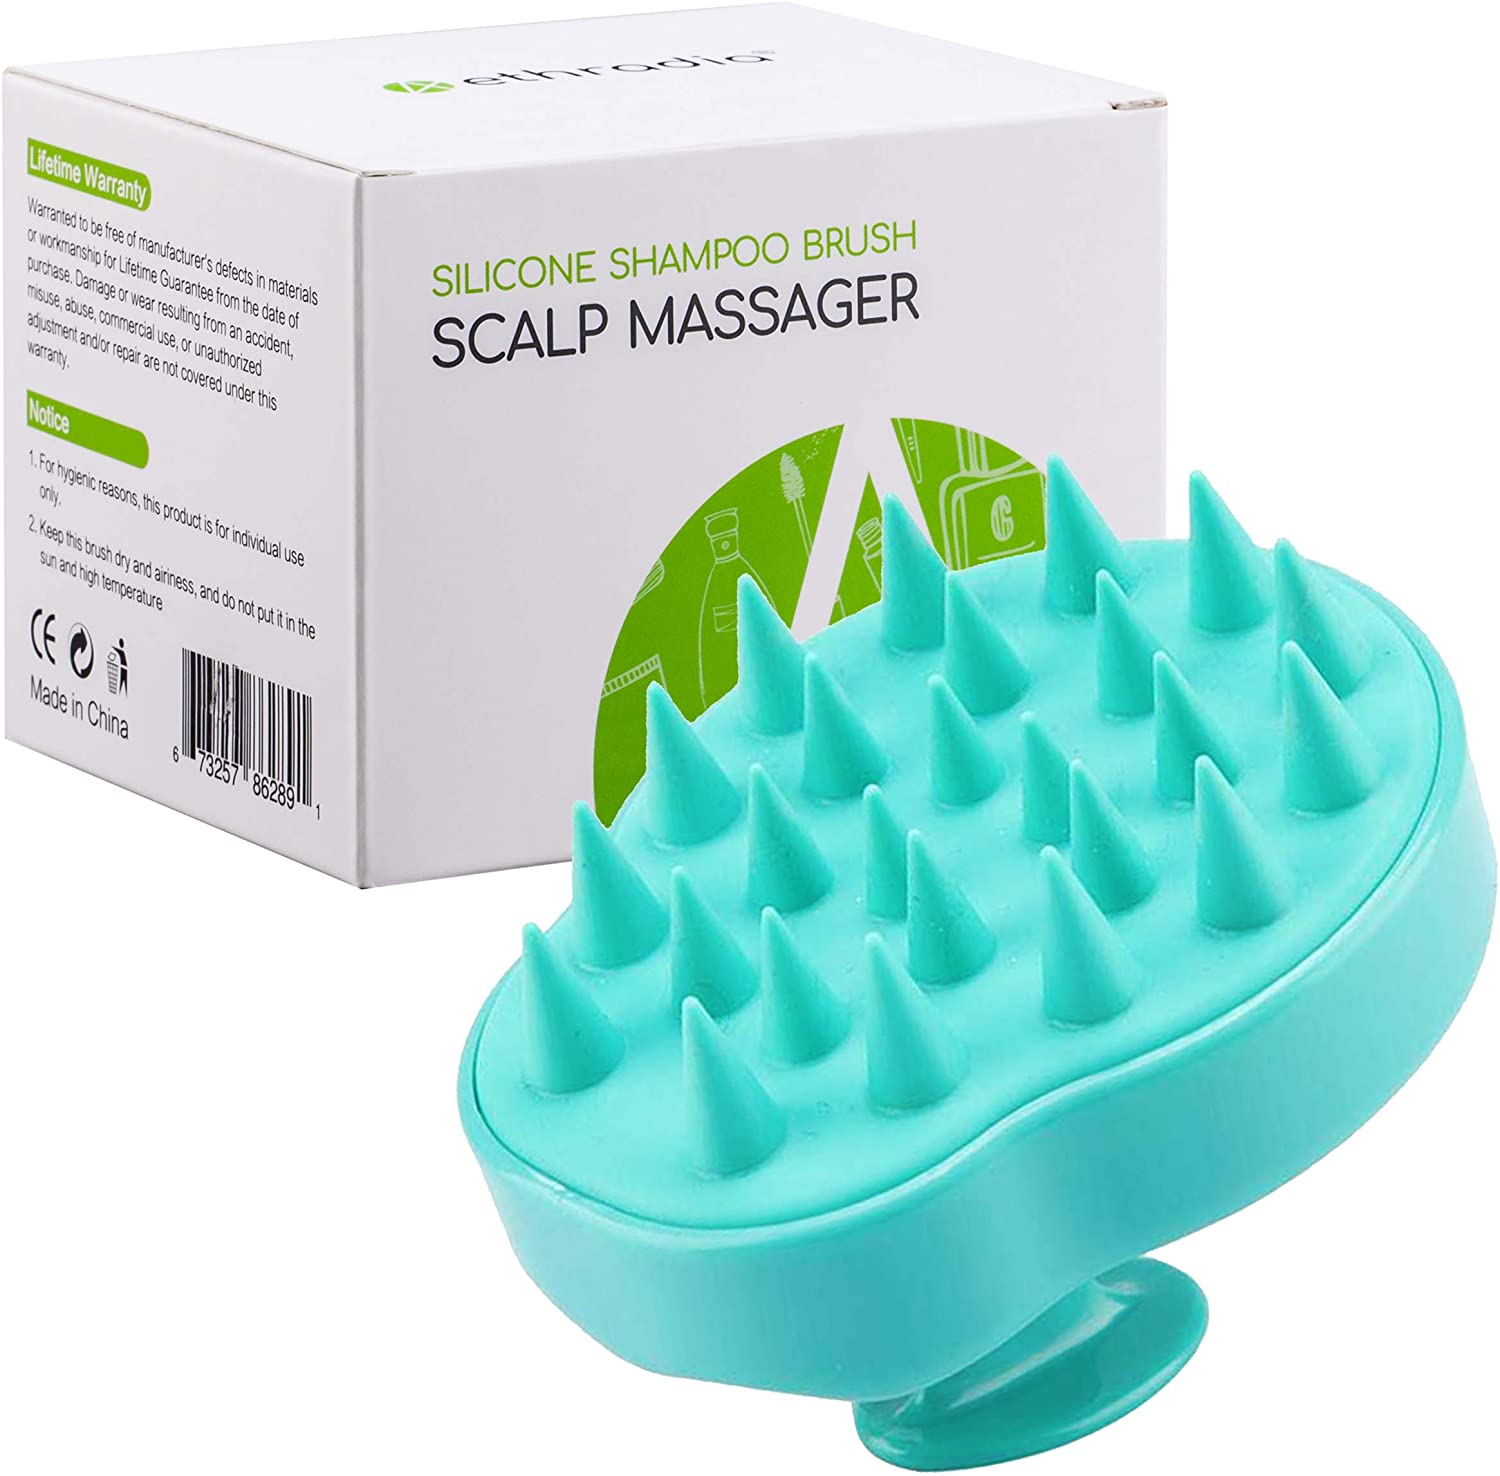 Aethradia®
SILICONE SHAMPOO BRUSH
SCALP MASSAGER
Lifetime Warranty
Warranted to be free of manufacturer's defects in materials
or workmanship for Lifetime Guarantee from the date of
purchase. Damage or wear resulting from an accident,
misuse, abuse, commercial use, or unauthorized
adjustment and/or repair are not covered under this
warranty.
Notice
1. For hygienic reasons, this product is for individual use
only.
2. Keep this brush dry and airiness, and do not put it in the
sun and high temperature
CE
Made in China
6 73257 86289 1